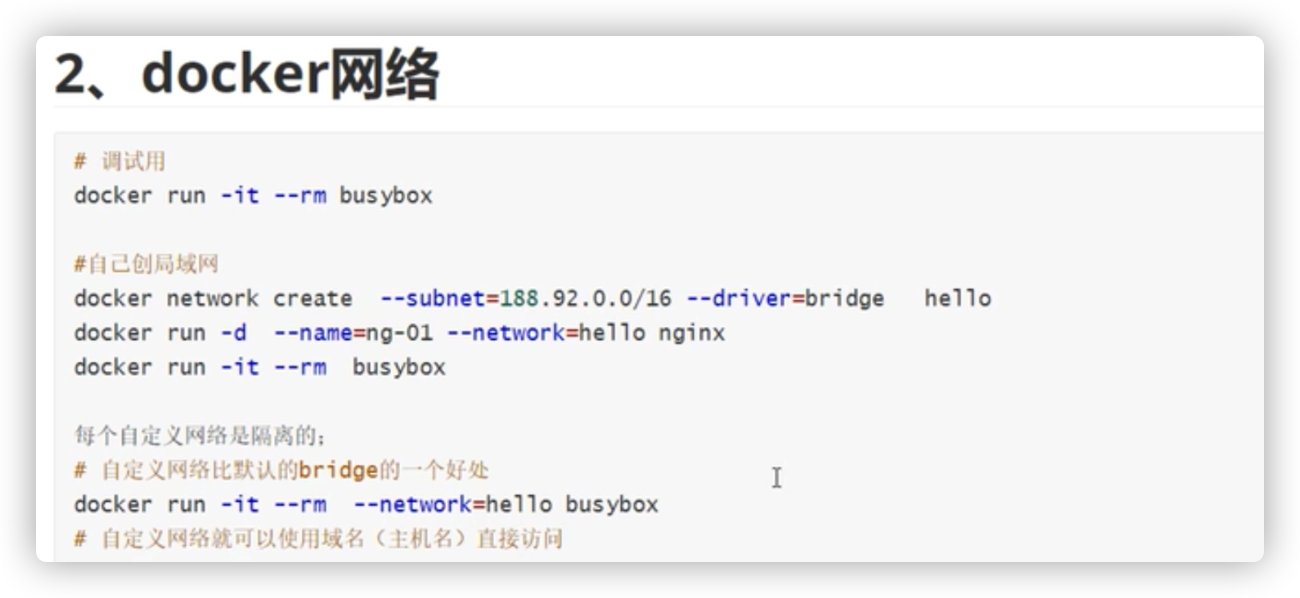 2、docker网络
# 调试用
docker run -it --rm busybox
#自己创局域网
docker network create  --subnet=188.92.0.0/16 --driver=bridge   hello
docker run -d  --name=ng-01 --network=hello nginx
docker run -it --rm  busybox
每个自定义网络是隔离的;
# 自定义网络比默认的bridge的一个好处
docker run -it --rm  --network=hello busybox
# 自定义网络就可以使用域名（主机名）直接访问